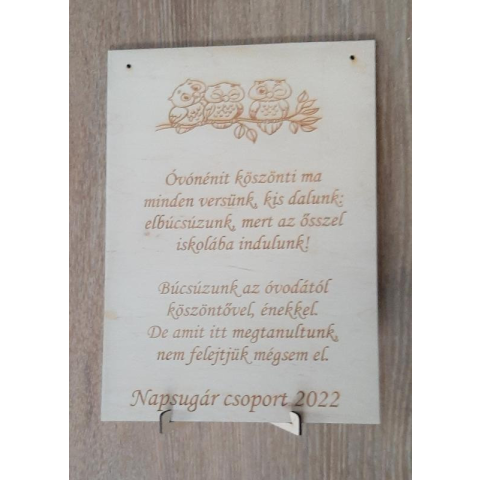 Óvónénit köszönti ma
minden versünk, kis dalunk:
elbúcsúzunk, mert az ősszel
iskolába indulunk!
Búcsúzunk az óvodától
köszöntővel, énekkel.
De amit itt megtanultunk,
nem felejtjük mégsem el.
Napsugár csoport 2022